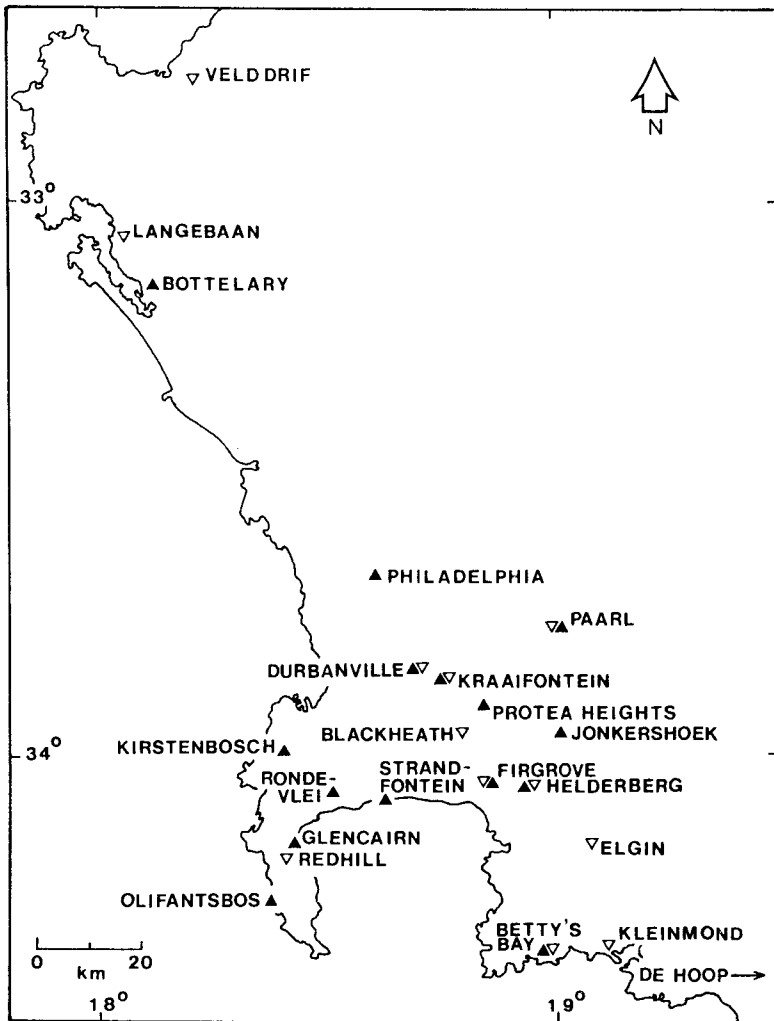 VELDDRIF
N
33°
LANGEBAAN
BOTTELARY
PHILADELPHIA
PAARL
DURBANVILLE
KRAAIFONTEIN
PROTEA HEIGHTS
BLACKHEATH
JONKERSHOEK
34°
KIRSTENBOSCH
STRAND-
FONTEIN
FIRGROVE
HELDERBERG
RONDE-
VLEI
GLENCAIRN
REDHILL
ELGIN
OLIFANTSBOS
BETTY'S
BAY
KLEINMOND
DE HOOP
0 20
km
18°
19°